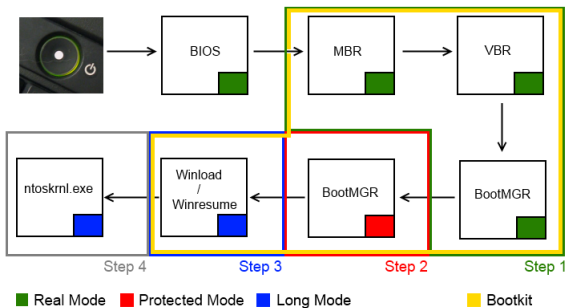 BIOS
MBR
VBR
ntoskrnl.exe
Winload
/
Winresume
BootMGR
BootMGR
Step 4
Step 3
Step 2
Step 1
Real Mode
Protected Mode
Long Mode
Bootkit